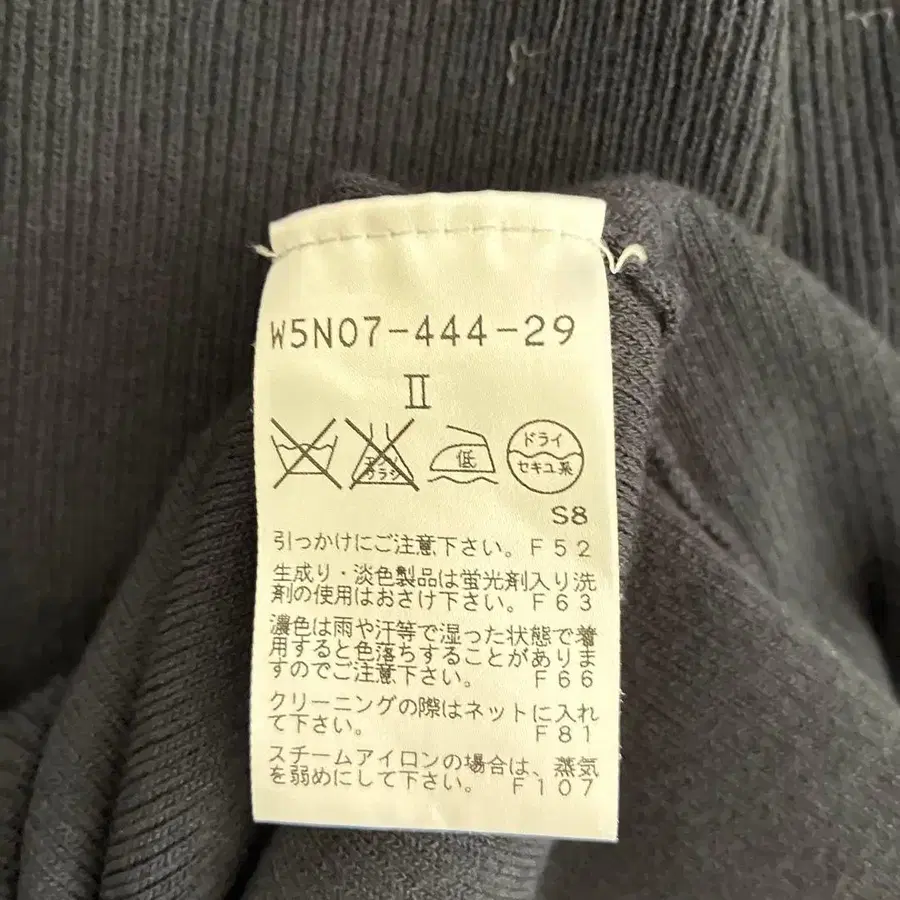 W5N07-444-29
II
エンソ
サラシ
低
ドライ
セキユ系
S8
引っかけにご注意下さい。F52
生成り・淡色製品は蛍光剤入り洗
剤の使用はおさけ下さい。F63
濃色は雨や汗等で湿った状態で着
用すると色落ちすることがありま
すのでご注意下さい。 F66
クリーニングの際はネットに入れ
て下さい。 F81
スチームアイロンの場合は、蒸気
を弱めにして下さい。 F107